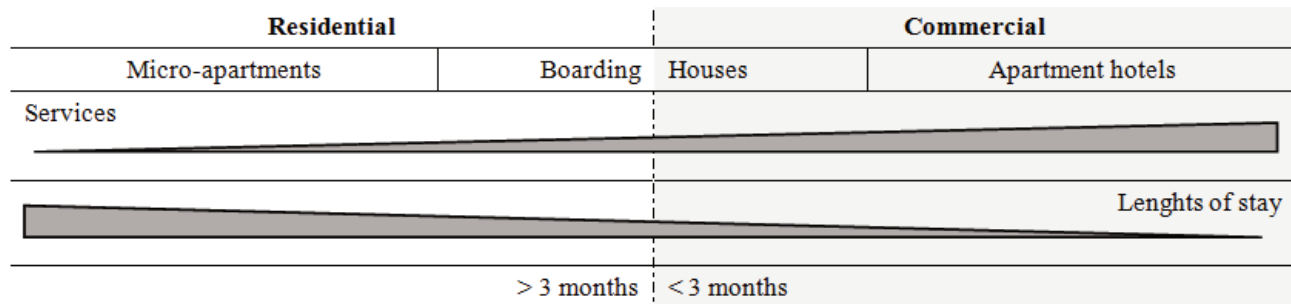 Residential Commercial
Micro-apartments Boarding Houses Apartment hotels
Services
Lenghts of stay
> 3 months < 3 months